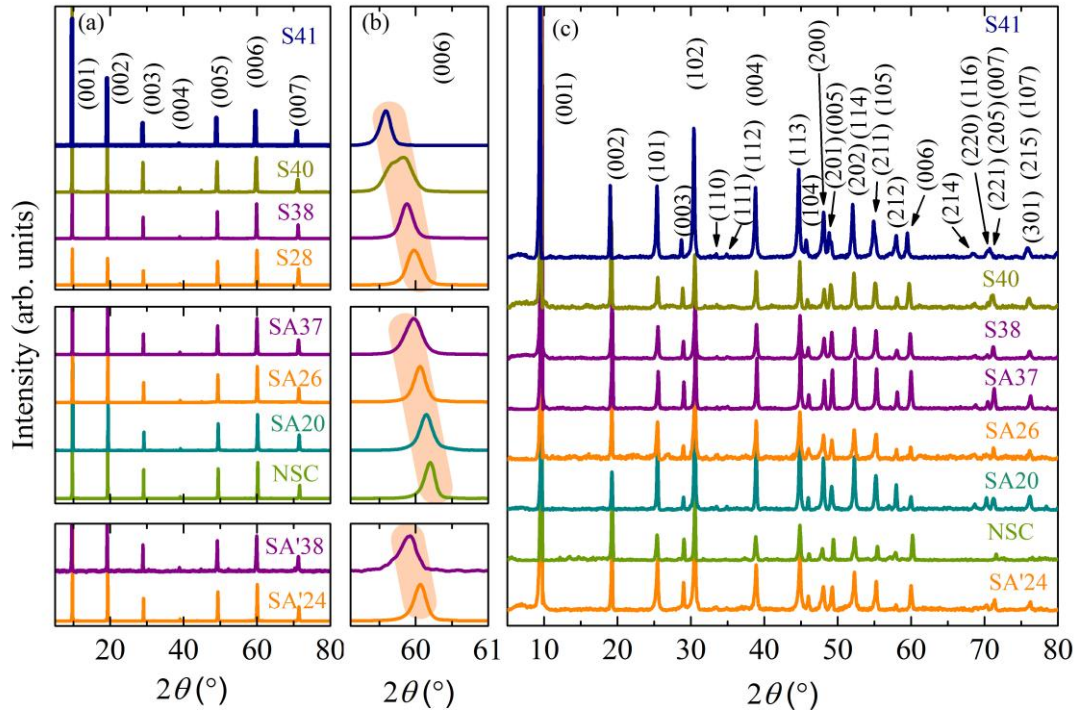 Intensity (arb. units)
(a)
S41
(001)
(002)
(003)
(004)
(005)
(006)
(007)
S40
S38
S28
SA37
SA26
SA20
NSC
SA'38
SA'24
20 40 60 80
2θ (°)
(b)
(006)
60 61
2θ (°)
(c)
S41
(001)
(002)
(101)
(003)
(102)
(110)
(111)
(112) (004)
(113)
(104)
(200)
(201)(005)
(202) (114)
(211) (105)
(212)
(006)
(214)
(220) (116)
(221) (205)(007)
(301) (215) (107)
S40
S38
SA37
SA26
SA20
NSC
SA'24
10 20 30 40 50 60 70 80
2θ (°)